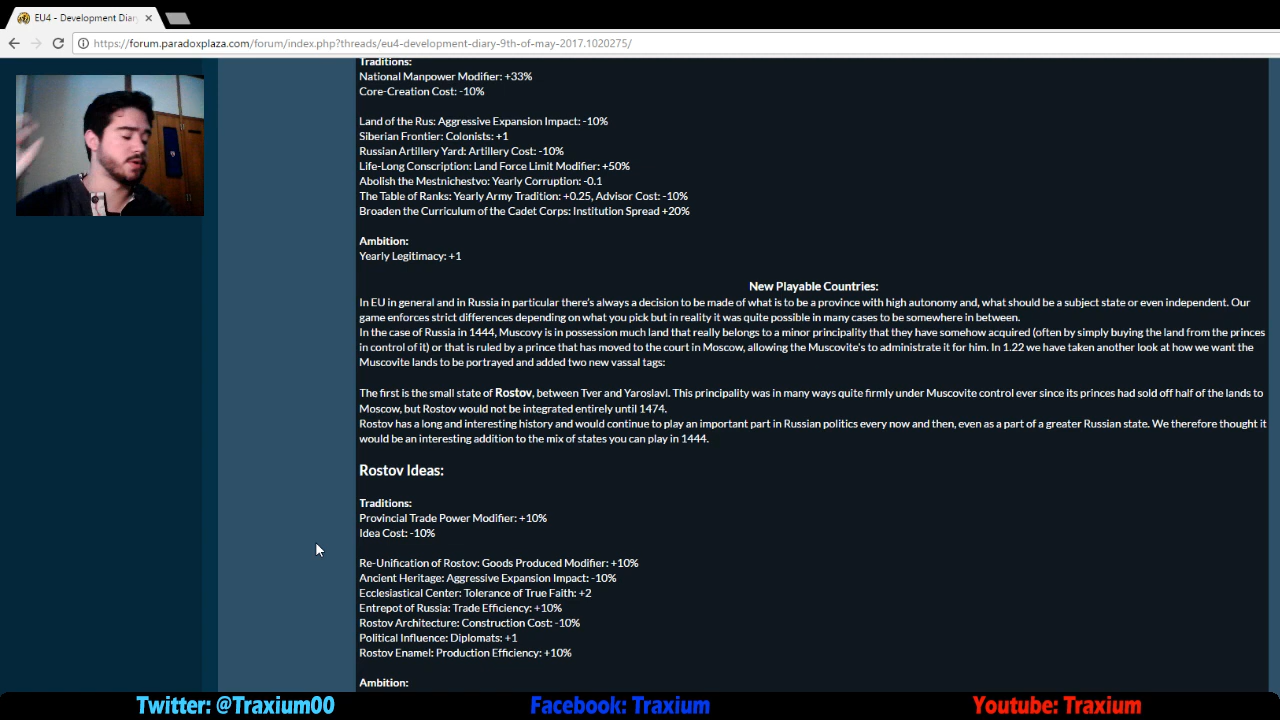 EU4 - Development Diar
https://forum.paradoxplaza.com/forum/index.php?threads/eu4-development-diary-9th-of-may-2017.1020275/
Traditions:
National Manpower Modifier: +33%
Core-Creation Cost: -10%
Land of the Rus: Aggressive Expansion Impact: -10%
Siberian Frontier: Colonists: +1
Russian Artillery Yard: Artillery Cost: -10%
Life-Long Conscription: Land Force Limit Modifier: +50%
Abolish the Mestnichestvo: Yearly Corruption: -0.1
The Table of Ranks: Yearly Army Tradition: +0.25, Advisor Cost: -10%
Broaden the Curriculum of the Cadet Corps: Institution Spread +20%
Ambition:
Yearly Legitimacy: +1
New Playable Countries:
In EU in general and in Russia in particular there's always a decision to be made of what is to be a province with high autonomy and, what should be a subject state or even independent. Our
game enforces strict differences depending on what you pick but in reality it was quite possible in many cases to be somewhere in between.
In the case of Russia in 1444, Muscovy is in possession much land that really belongs to a minor principality that they have somehow acquired (often by simply buying the land from the princes
in control of it) or that is ruled by a prince that has moved to the court in Moscow, allowing the Muscovite's to administrate it for him. In 1.22 we have taken another look at how we want the
Muscovite lands to be portrayed and added two new vassal tags:
The first is the small state of Rostov, between Tver and Yaroslavl. This principality was in many ways quite firmly under Muscovite control ever since its princes had sold off half of the lands to
Moscow, but Rostov would not be integrated entirely until 1474.
Rostov has a long and interesting history and would continue to play an important part in Russian politics every now and then, even as a part of a greater Russian state. We therefore thought it
would be an interesting addition to the mix of states you can play in 1444.
Rostov Ideas:
Traditions:
Provincial Trade Power Modifier: +10%
Idea Cost: -10%
Re-Unification of Rostov: Goods Produced Modifier: +10%
Ancient Heritage: Aggressive Expansion Impact: -10%
Ecclesiastical Center: Tolerance of True Faith: +2
Entrepot of Russia: Trade Efficiency: +10%
Rostov Architecture: Construction Cost: -10%
Political Influence: Diplomats: +1
Rostov Enamel: Production Efficiency: +10%
Ambition:
Twitter: @Traxium00 Facebook: Traxium Youtube: Traxium